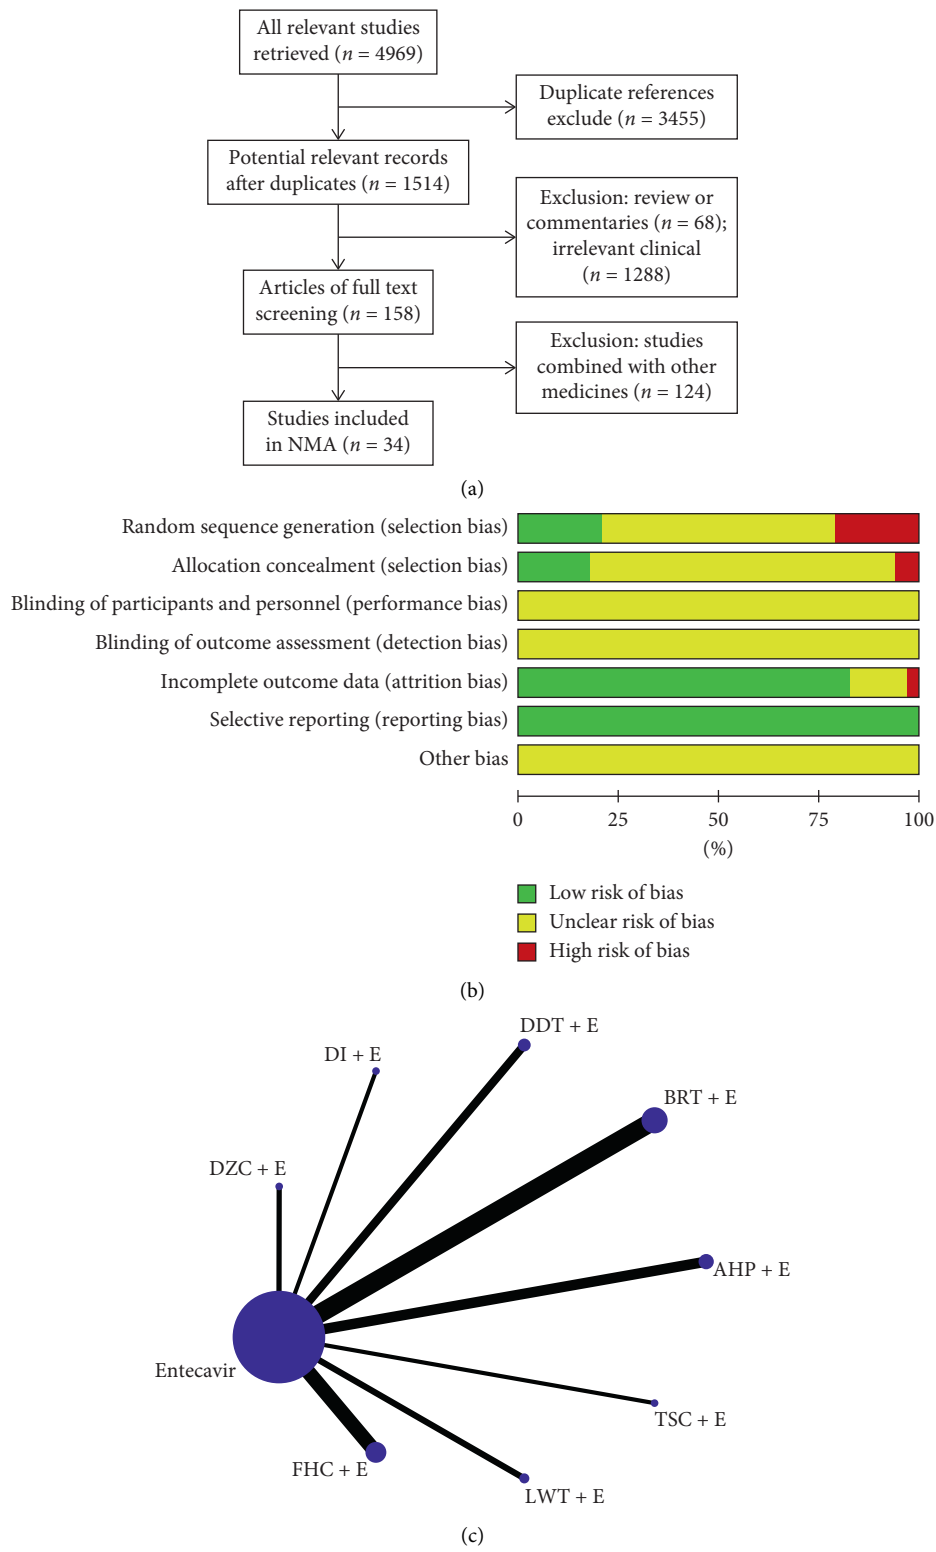 All relevant studies
retrieved (n = 4969)
Duplicate references
exclude (n = 3455)
Potential relevant records
after duplicates (n = 1514)
Exclusion: review or
commentaries (n = 68);
irrelevant clinical
(n = 1288)
Articles of full text
screening (n = 158)
Exclusion: studies
combined with other
medicines (n = 124)
Studies included
in NMA (n = 34)
(a)
Random sequence generation (selection bias)
Allocation concealment (selection bias)
Blinding of participants and personnel (performance bias)
Blinding of outcome assessment (detection bias)
Incomplete outcome data (attrition bias)
Selective reporting (reporting bias)
Other bias
0 25 50 75 100
(%)
Low risk of bias
Unclear risk of bias
High risk of bias
(b)
DDT + E
DI + E
BRT + E
DZC + E
AHP + E
Entecavir
TSC + E
FHC + E
LWT + E
(c)